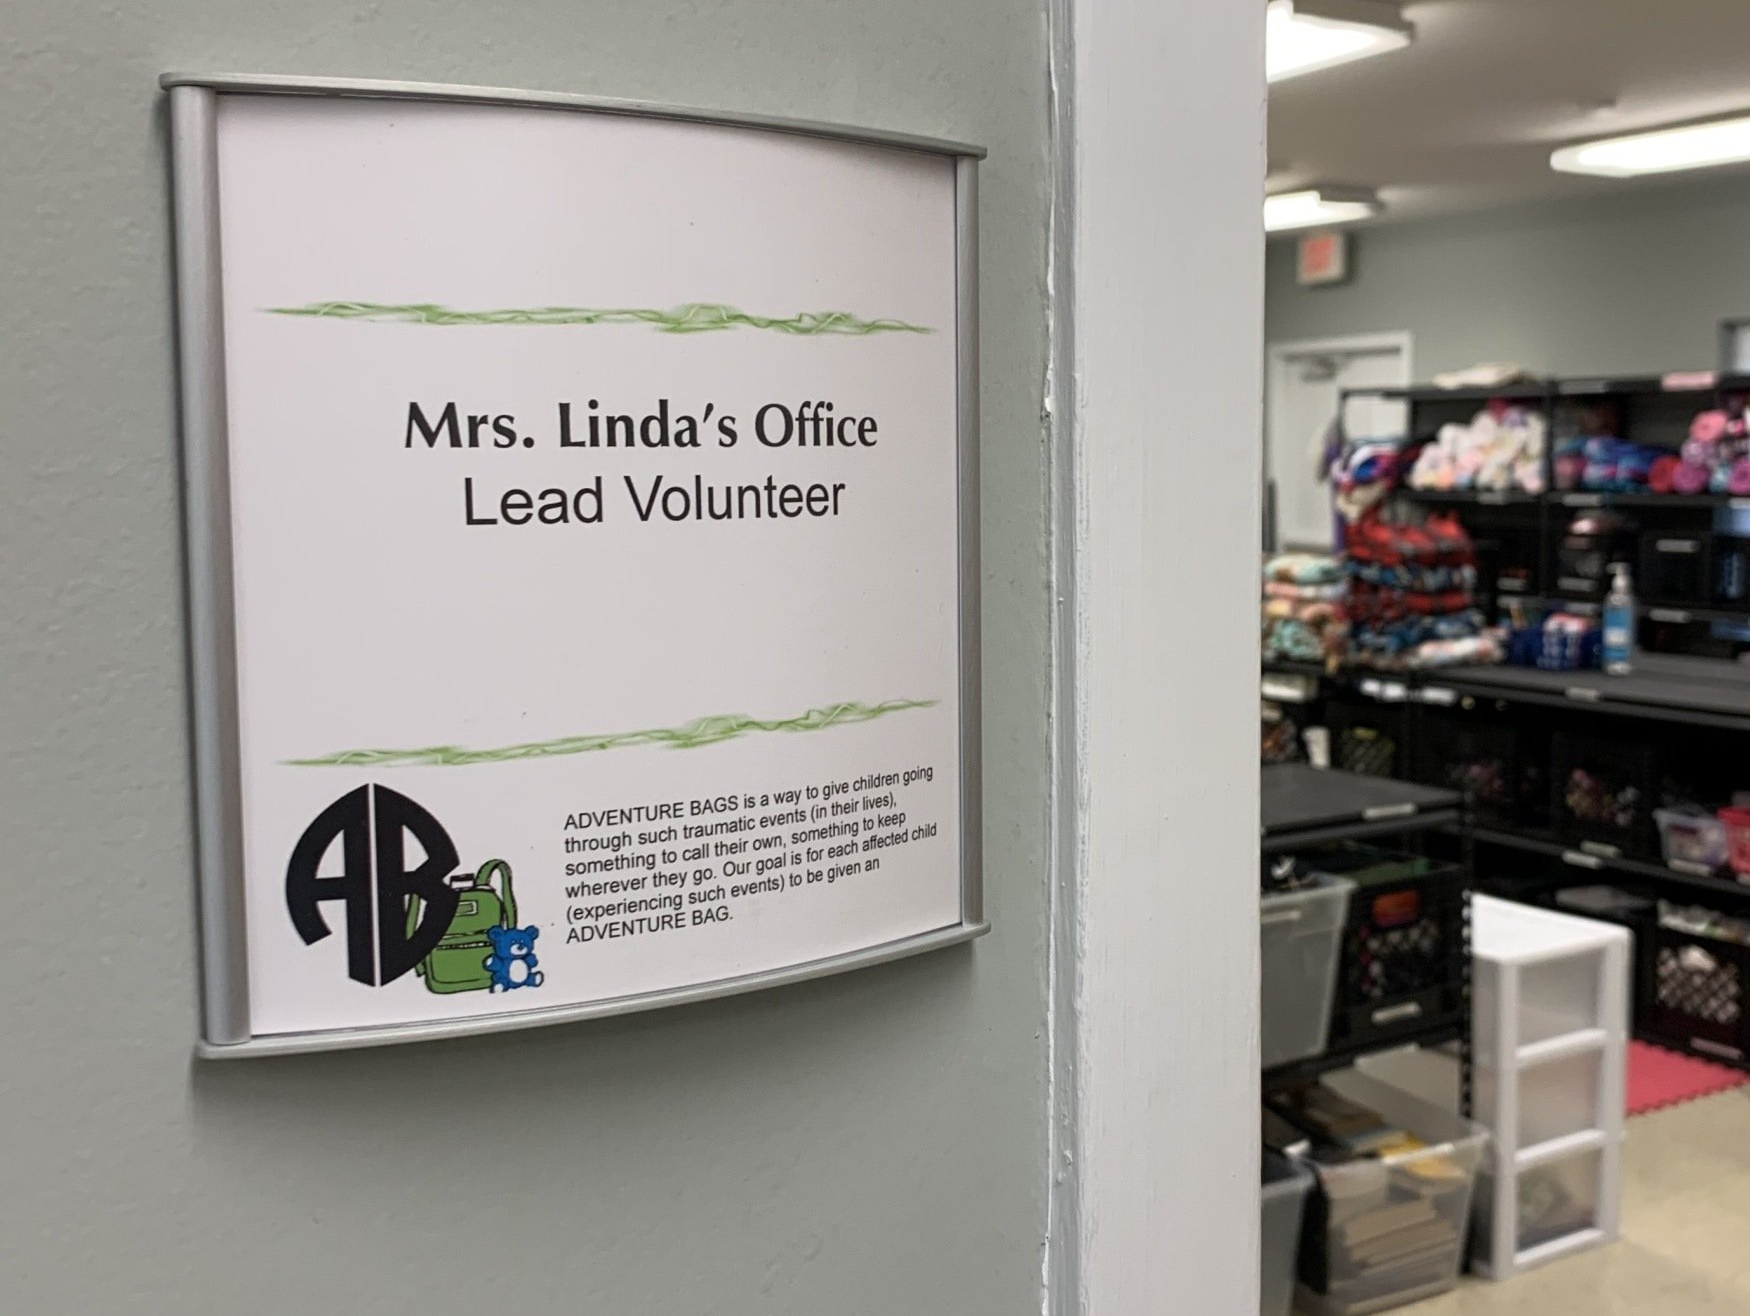 Mrs. Linda's Office
Lead Volunteer
AB
ADVENTURE BAGS is a way to give children going
through such traumatic events (in their lives),
something to call their own, something to keep
wherever they go. Our goal is for each affected child
(experiencing such events) to be given an
ADVENTURE BAG.